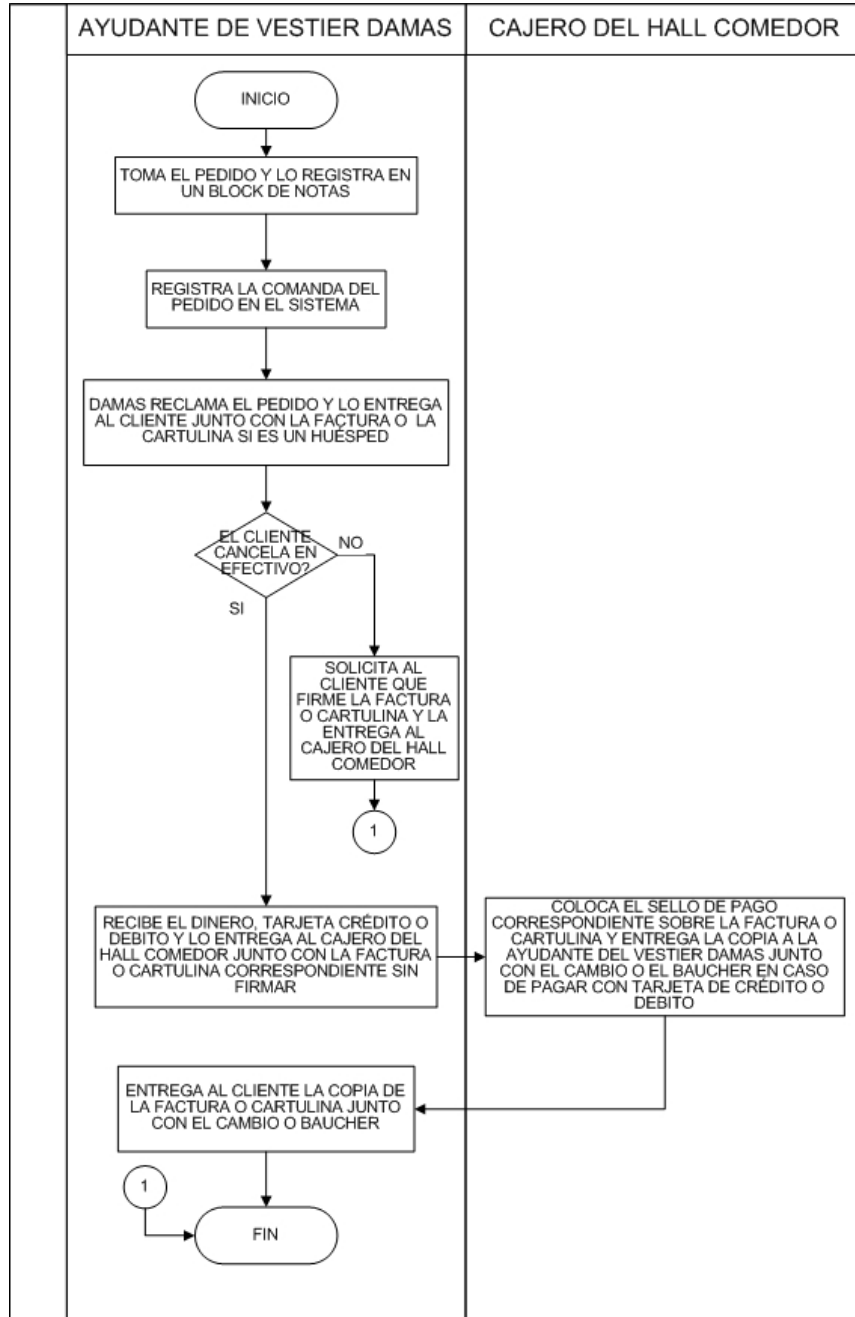 AYUDANTE DE VESTIER DAMAS
CAJERO DEL HALL COMEDOR
INICIO
TOMA EL PEDIDO Y LO REGISTRA EN
UN BLOCK DE NOTAS
REGISTRA LA COMANDA DEL
PEDIDO EN EL SISTEMA
DAMAS RECLAMA EL PEDIDO Y LO ENTREGA
AL CLIENTE JUNTO CON LA FACTURA O LA
CARTULINA SI ES UN HUÉSPED
EL CLIENTE
CANCELA EN
EFECTIVO?
NO
SI
SOLICITA AL
CLIENTE QUE
FIRME LA FACTURA
O CARTULINA Y LA
ENTREGA AL
CAJERO DEL HALL
COMEDOR
1
RECIBE EL DINERO, TARJETA CRÉDITO O
DEBITO Y LO ENTREGA AL CAJERO DEL
HALL COMEDOR JUNTO CON LA FACTURA
O CARTULINA CORRESPONDIENTE SIN
FIRMAR
COLOCA EL SELLO DE PAGO
CORRESPONDIENTE SOBRE LA FACTURA O
CARTULINA Y ENTREGA LA COPIA A LA
AYUDANTE DEL VESTIER DAMAS JUNTO
CON EL CAMBIO O EL BAUCHER EN CASO
DE PAGAR CON TARJETA DE CRÉDITO O
DEBITO
ENTREGA AL CLIENTE LA COPIA DE
LA FACTURA O CARTULINA JUNTO
CON EL CAMBIO O BAUCHER
1
FIN